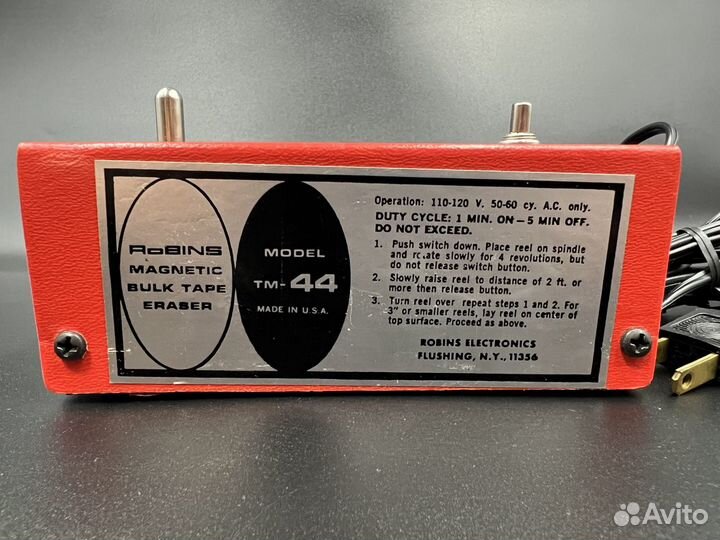 RoBINS
MAGNETIC
BULK TAPE
ERASER
MODEL
TM-44
MADE IN U.S.A.
Operation: 110-120 V. 50-60 cy. A.C. only.
DUTY CYCLE: 1 MIN. ON — 5 MIN OFF.
DO NOT EXCEED.
1. Push switch down. Place reel on spindle
and rotate slowly for 4 revolutions, but
do not release switch button.
2. Slowly raise reel to distance of 2 ft. or
more then release button.
3. Turn reel over repeat steps 1 and 2. For
3" or smaller reels, lay reel on center of
top surface. Proceed as above.
ROBINS ELECTRONICS
FLUSHING, N.Y., 11356
Avito